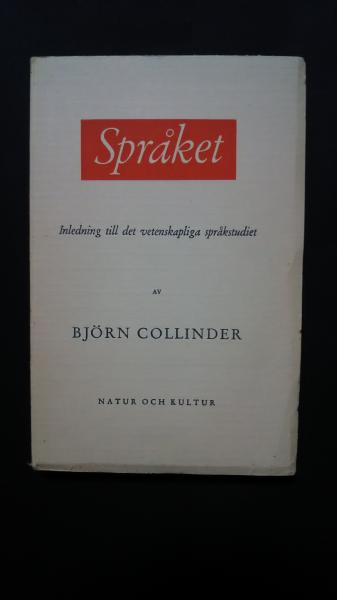 Språket
Inledning till det vetenskapliga språkstudiet
AV
BJÖRN COLLINDER
NATUR OCH KULTUR